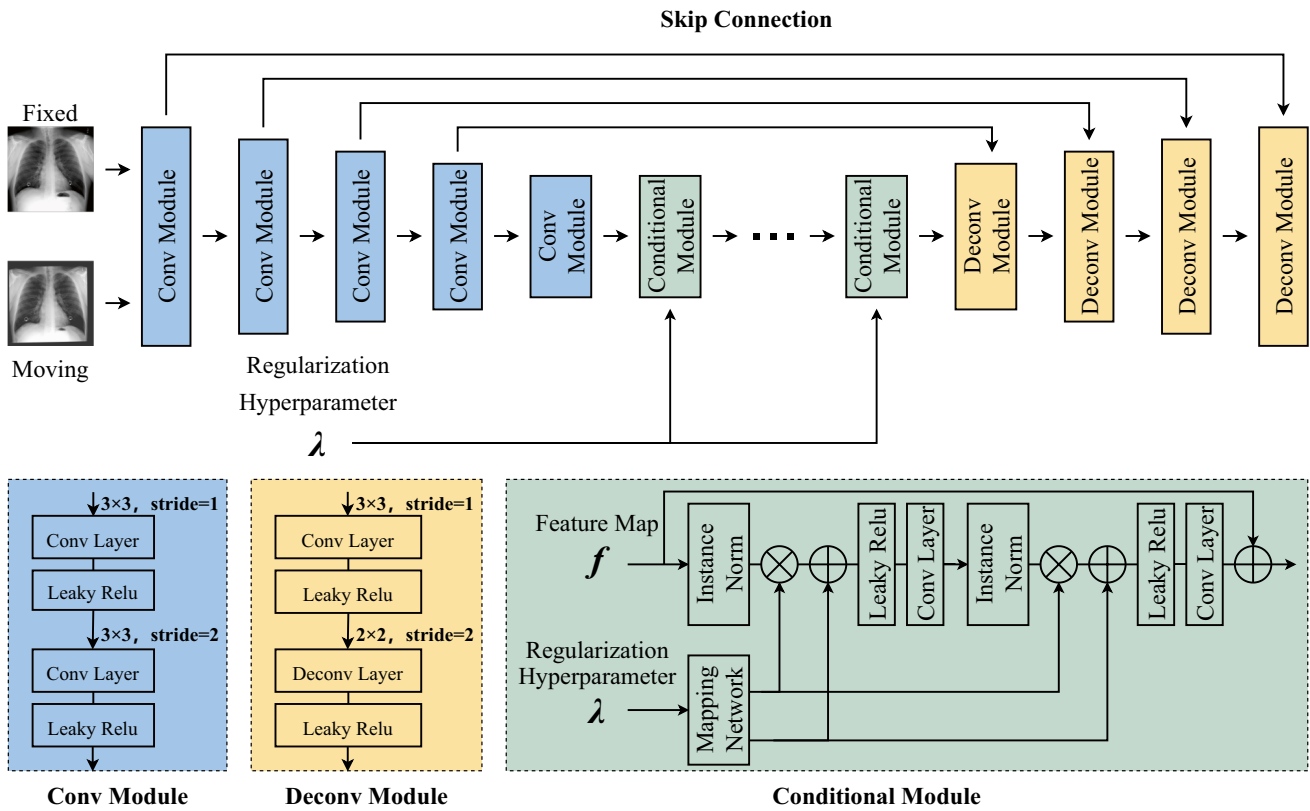 Skip Connection
Fixed
Moving
Conv Module
Conv Module
Conv Module
Conv Module
Conv
Module
Conditional
Module
Conditional
Module
Deconv
Module
Deconv Module
Deconv Module
Deconv Module
Regularization
Hyperparameter
λ
3×3, stride=1
Conv Layer
Leaky Relu
3×3, stride=2
Conv Layer
Leaky Relu
Conv Module
3×3, stride=1
Conv Layer
Leaky Relu
2×2, stride=2
Deconv Layer
Leaky Relu
Deconv Module
Feature Map
f
Instance
Norm
Leaky Relu
Conv Layer
Instance
Norm
Leaky Relu
Conv Layer
Regularization
Hyperparameter
λ
Mapping
Network
Conditional Module